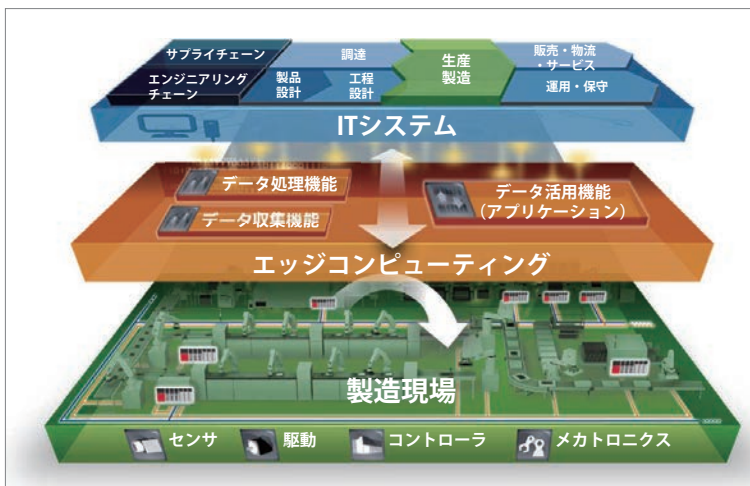 サプライチェーン
調達
生産
製造
販売・物流
・サービス
エンジニアリング
チェーン
製品
設計
工程
設計
運用・保守
ITシステム
データ処理機能
データ収集機能
データ活用機能
(アプリケーション)
エッジコンピューティング
製造現場
センサ
駆動
コントローラ
メカトロニクス